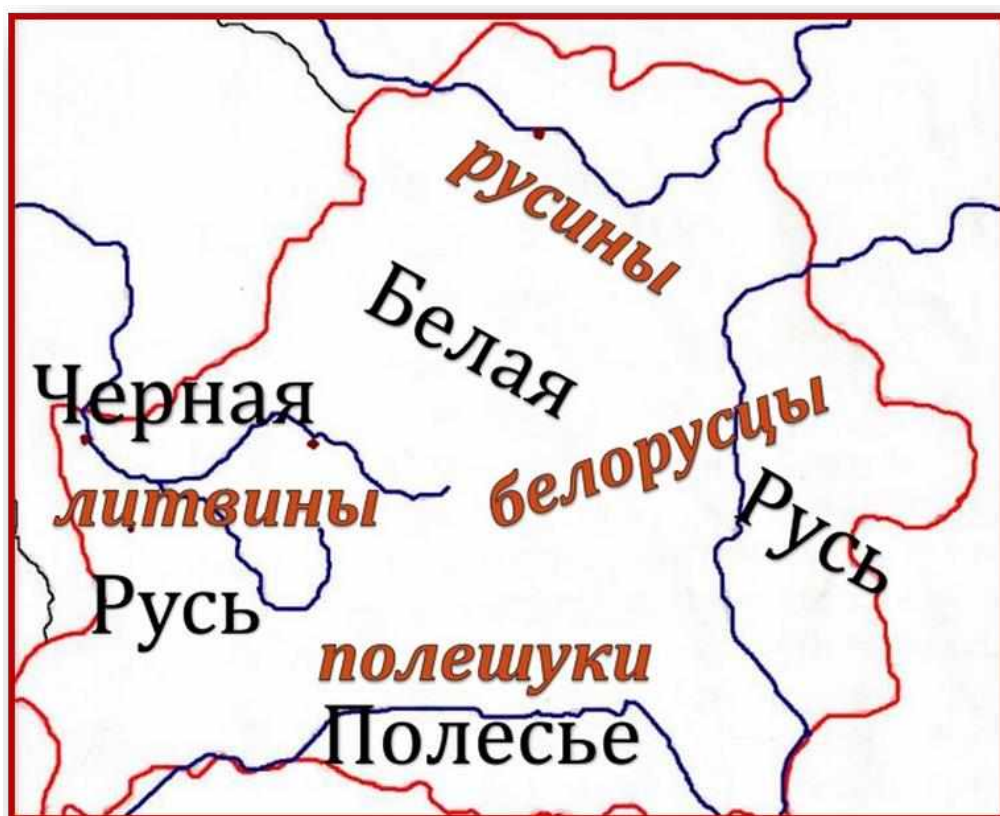 русины
Белая
Черная
белорусцы
литвины
Русь
Русь
полешуки
Полесье